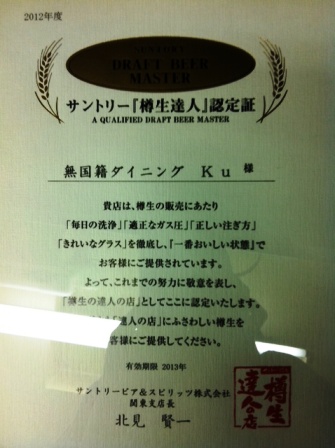 2012年度
SUNTORY
DRAFT BEER
MASTER
サントリー『樽生達人』認定証
A QUALIFIED DRAFT BEER MASTER
無国籍ダイニング Ku 様
貴店は、樽生の販売にあたり
「毎日の洗浄」「適正なガス圧」「正しい注ぎ方」
「きれいなグラス」を徹底し、『一番おいしい状態』で
お客様にご提供されています。
よって、これまでの努力に敬意を表し、
「樽生の達人の店」としてここに認定いたします。
「達人の店」にふさわしい樽生を
客様にご提供してください。
有効期限 2013年
サントリービア&スピリッツ株式会社
関東支店長
北見 賢一
樽生達人店